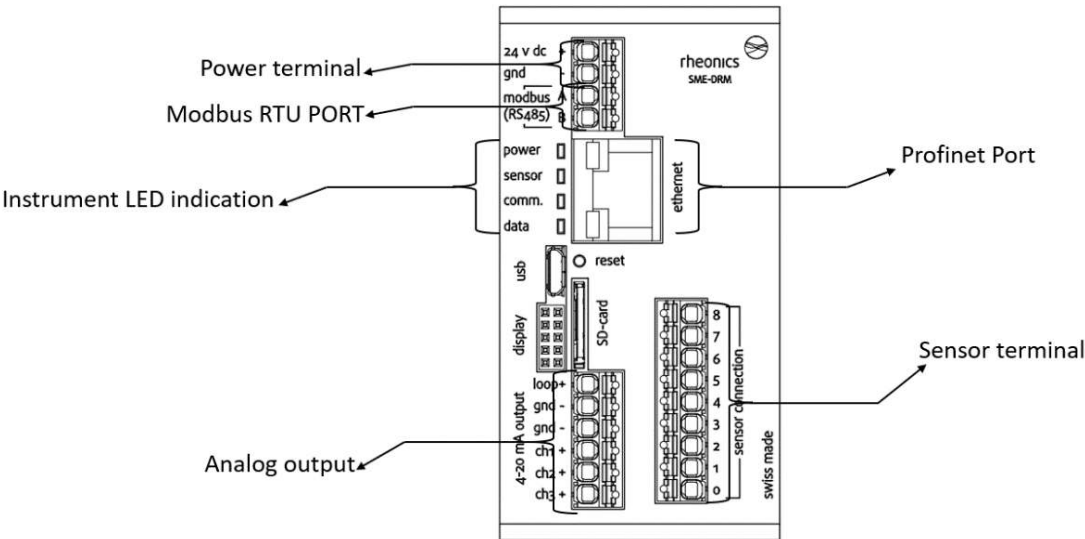 Power terminal
Modbus RTU PORT
Instrument LED indication
Analog output
24 v dc +
gnd -
modbus A
(RS485) B
power
sensor
comm.
data
usb
reset
display
SD-card
4-20 mA output
loop+
gnd -
gnd -
ch1 +
ch2 +
ch3 +
rheonics
SME-DRM
ethernet
8
7
6
5
4
3
2
1
0
sensor connection
swiss made
Profinet Port
Sensor terminal